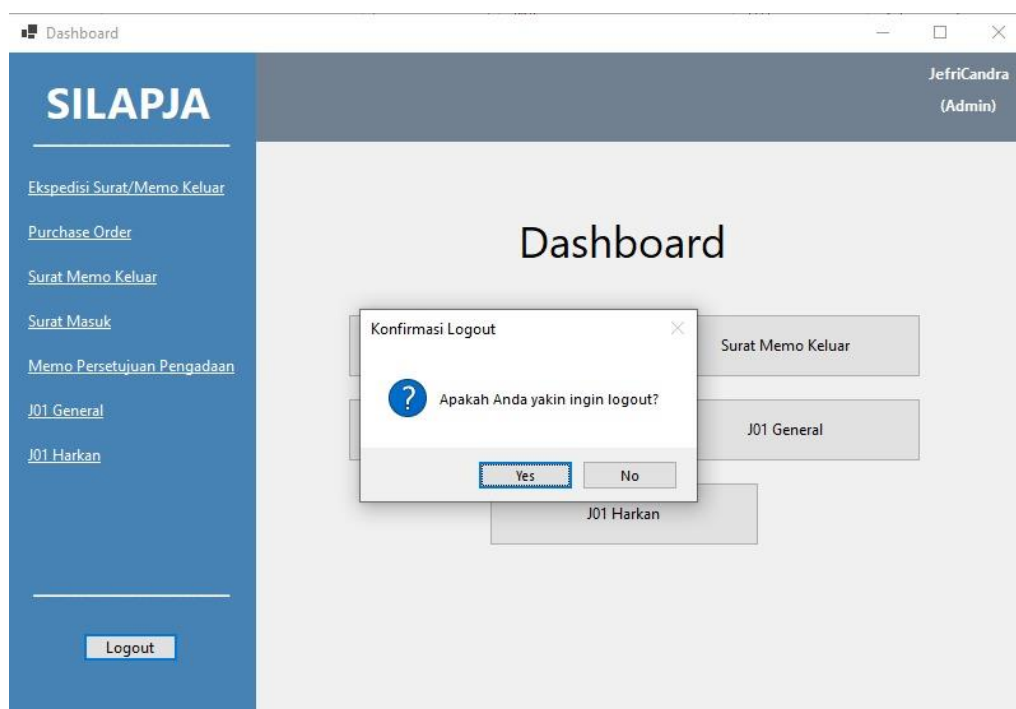 Dashboard
JefriCandra
(Admin)
SILAPJA
Ekspedisi Surat/Memo Keluar
Purchase Order
Surat Memo Keluar
Surat Masuk
Memo Persetujuan Pengadaan
J01 General
J01 Harkan
Logout
Dashboard
Surat Memo Keluar
J01 General
J01 Harkan
Konfirmasi Logout
Apakah Anda yakin ingin logout?
Yes
No